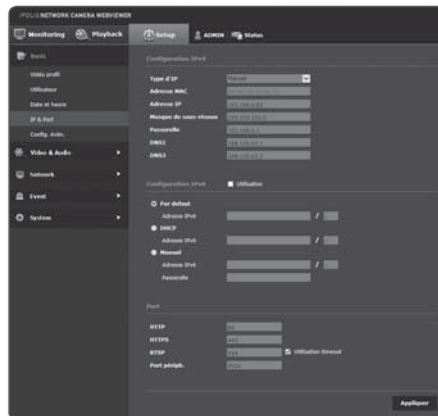 iPOLiS NETWORK CAMERA WEBVIEWER
Monitoring
Playback
Setup
ADMIN
Status
Basic
Vidéo profil
Utilisateur
Date et heure
IP & Port
Config. évén.
Video & Audio
Network
Event
System
Configuration IPv4
Type d'IP
Manuel
Adresse MAC
Adresse IP
Masque de sous-réseau
Passerelle
DNS1
DNS2
Configuration IPv6
Utilisation
Par defaut
Adresse IPv6 /
DHCP
Adresse IPv6 /
Manuel
Adresse IPv6 /
Passerelle
Port
HTTP
HTTPS
RTSP
Utilisation timeout
Port périph.
Appliquer